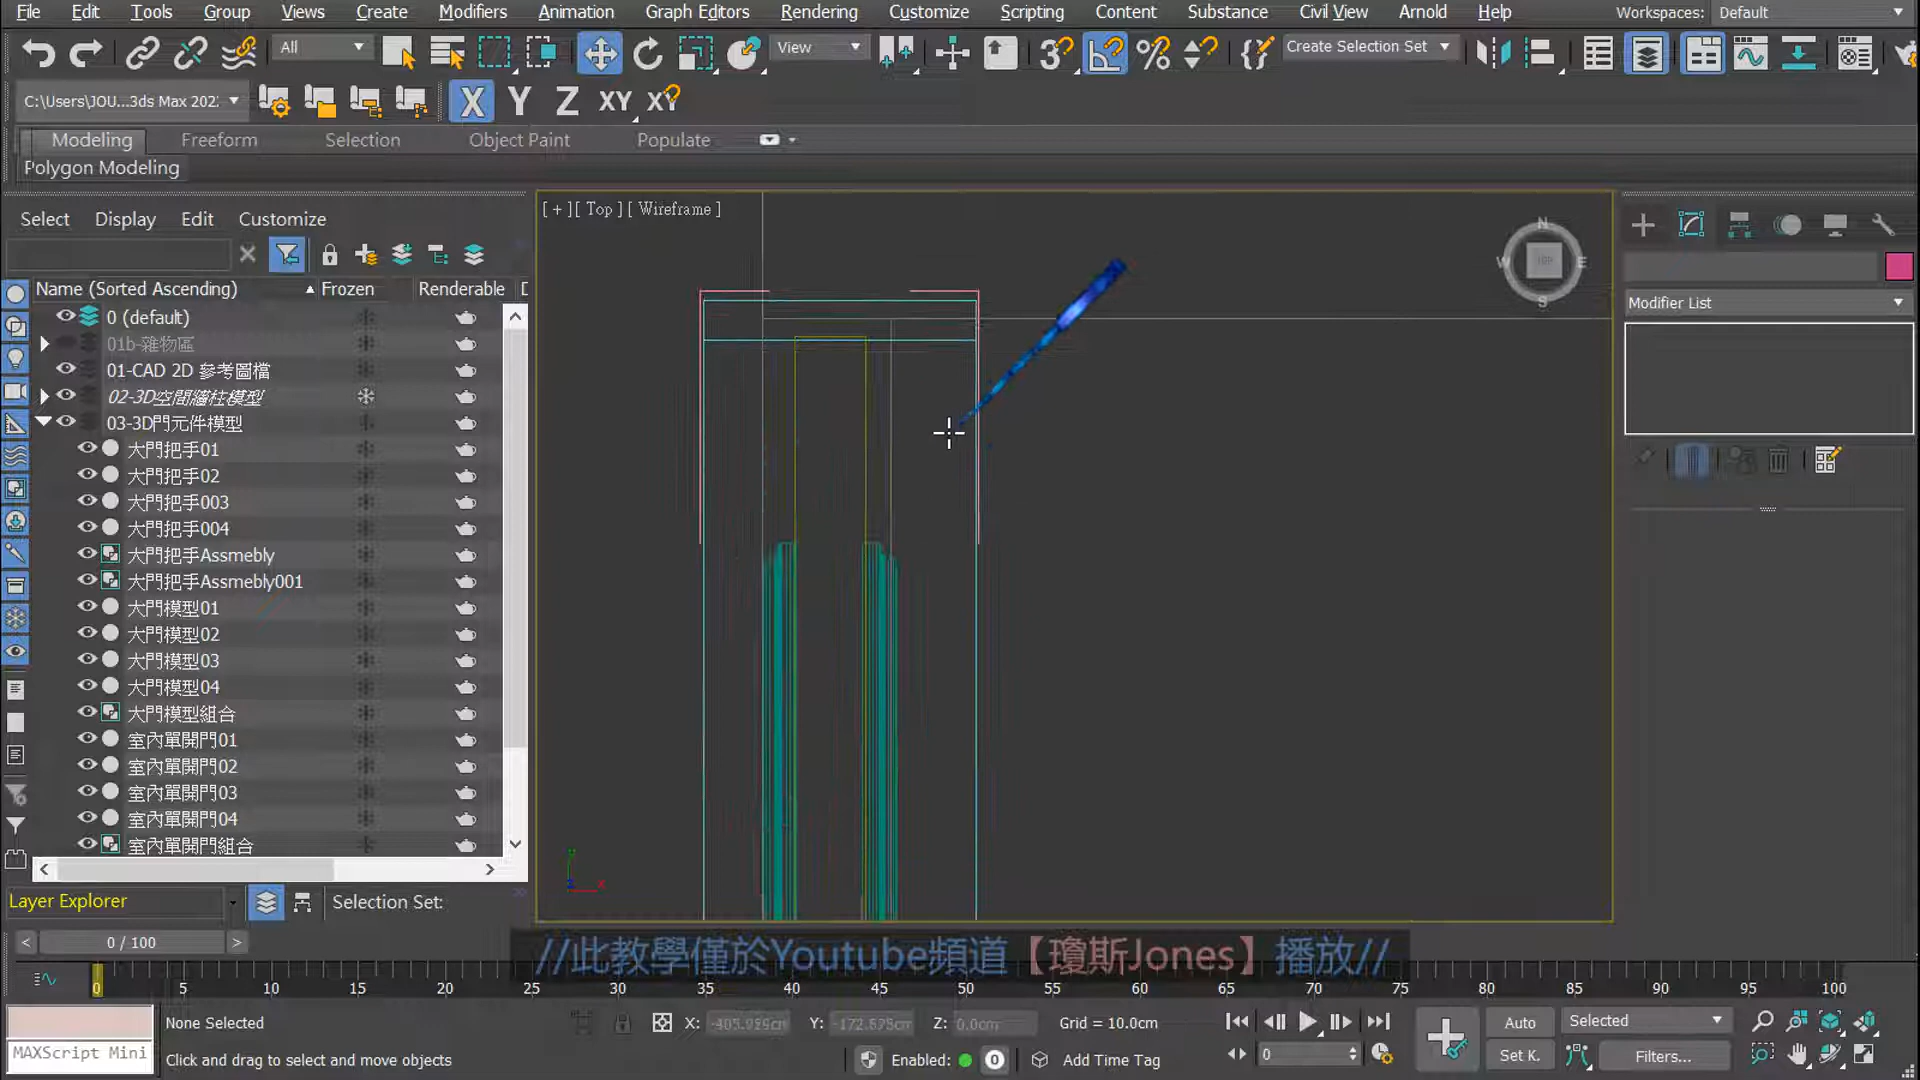 File Edit Tools Group Views Create Modifiers Animation Graph Editors Rendering Customize Scripting Content Substance Civil View Arnold Help Workspaces: Default
All View Create Selection Set
C:\Users\JOU...3ds Max 202 X Y Z XY XY
Modeling Freeform Selection Object Paint Populate
Polygon Modeling
Select Display Edit Customize
[ + ][ Top ][ Wireframe ]
N
W TOP E
S
Modifier List
Name (Sorted Ascending) Frozen Renderable D
0 (default)
01b-雜物區
01-CAD 2D 參考圖檔
02-3D空間牆柱模型
03-3D門元件模型
大門把手01
大門把手02
大門把手003
大門把手004
大門把手Assmebly
大門把手Assmebly001
大門模型01
大門模型02
大門模型03
大門模型04
大門模型組合
室內單開門01
室內單開門02
室內單開門03
室內單開門04
室內單開門組合
Layer Explorer Selection Set:
0 / 100
//此教學僅於Youtube頻道【瓊斯Jones】播放//
0 5 10 15 20 25 30 35 40 45 50 55 60 65 70 75 80 85 90 95 100
None Selected X: -405.959cm Y: -172.575cm Z: 0.0cm Grid = 10.0cm Auto Selected
MAXScript Mini Click and drag to select and move objects Enabled: 0 Add Time Tag 0 Set K. Filters...